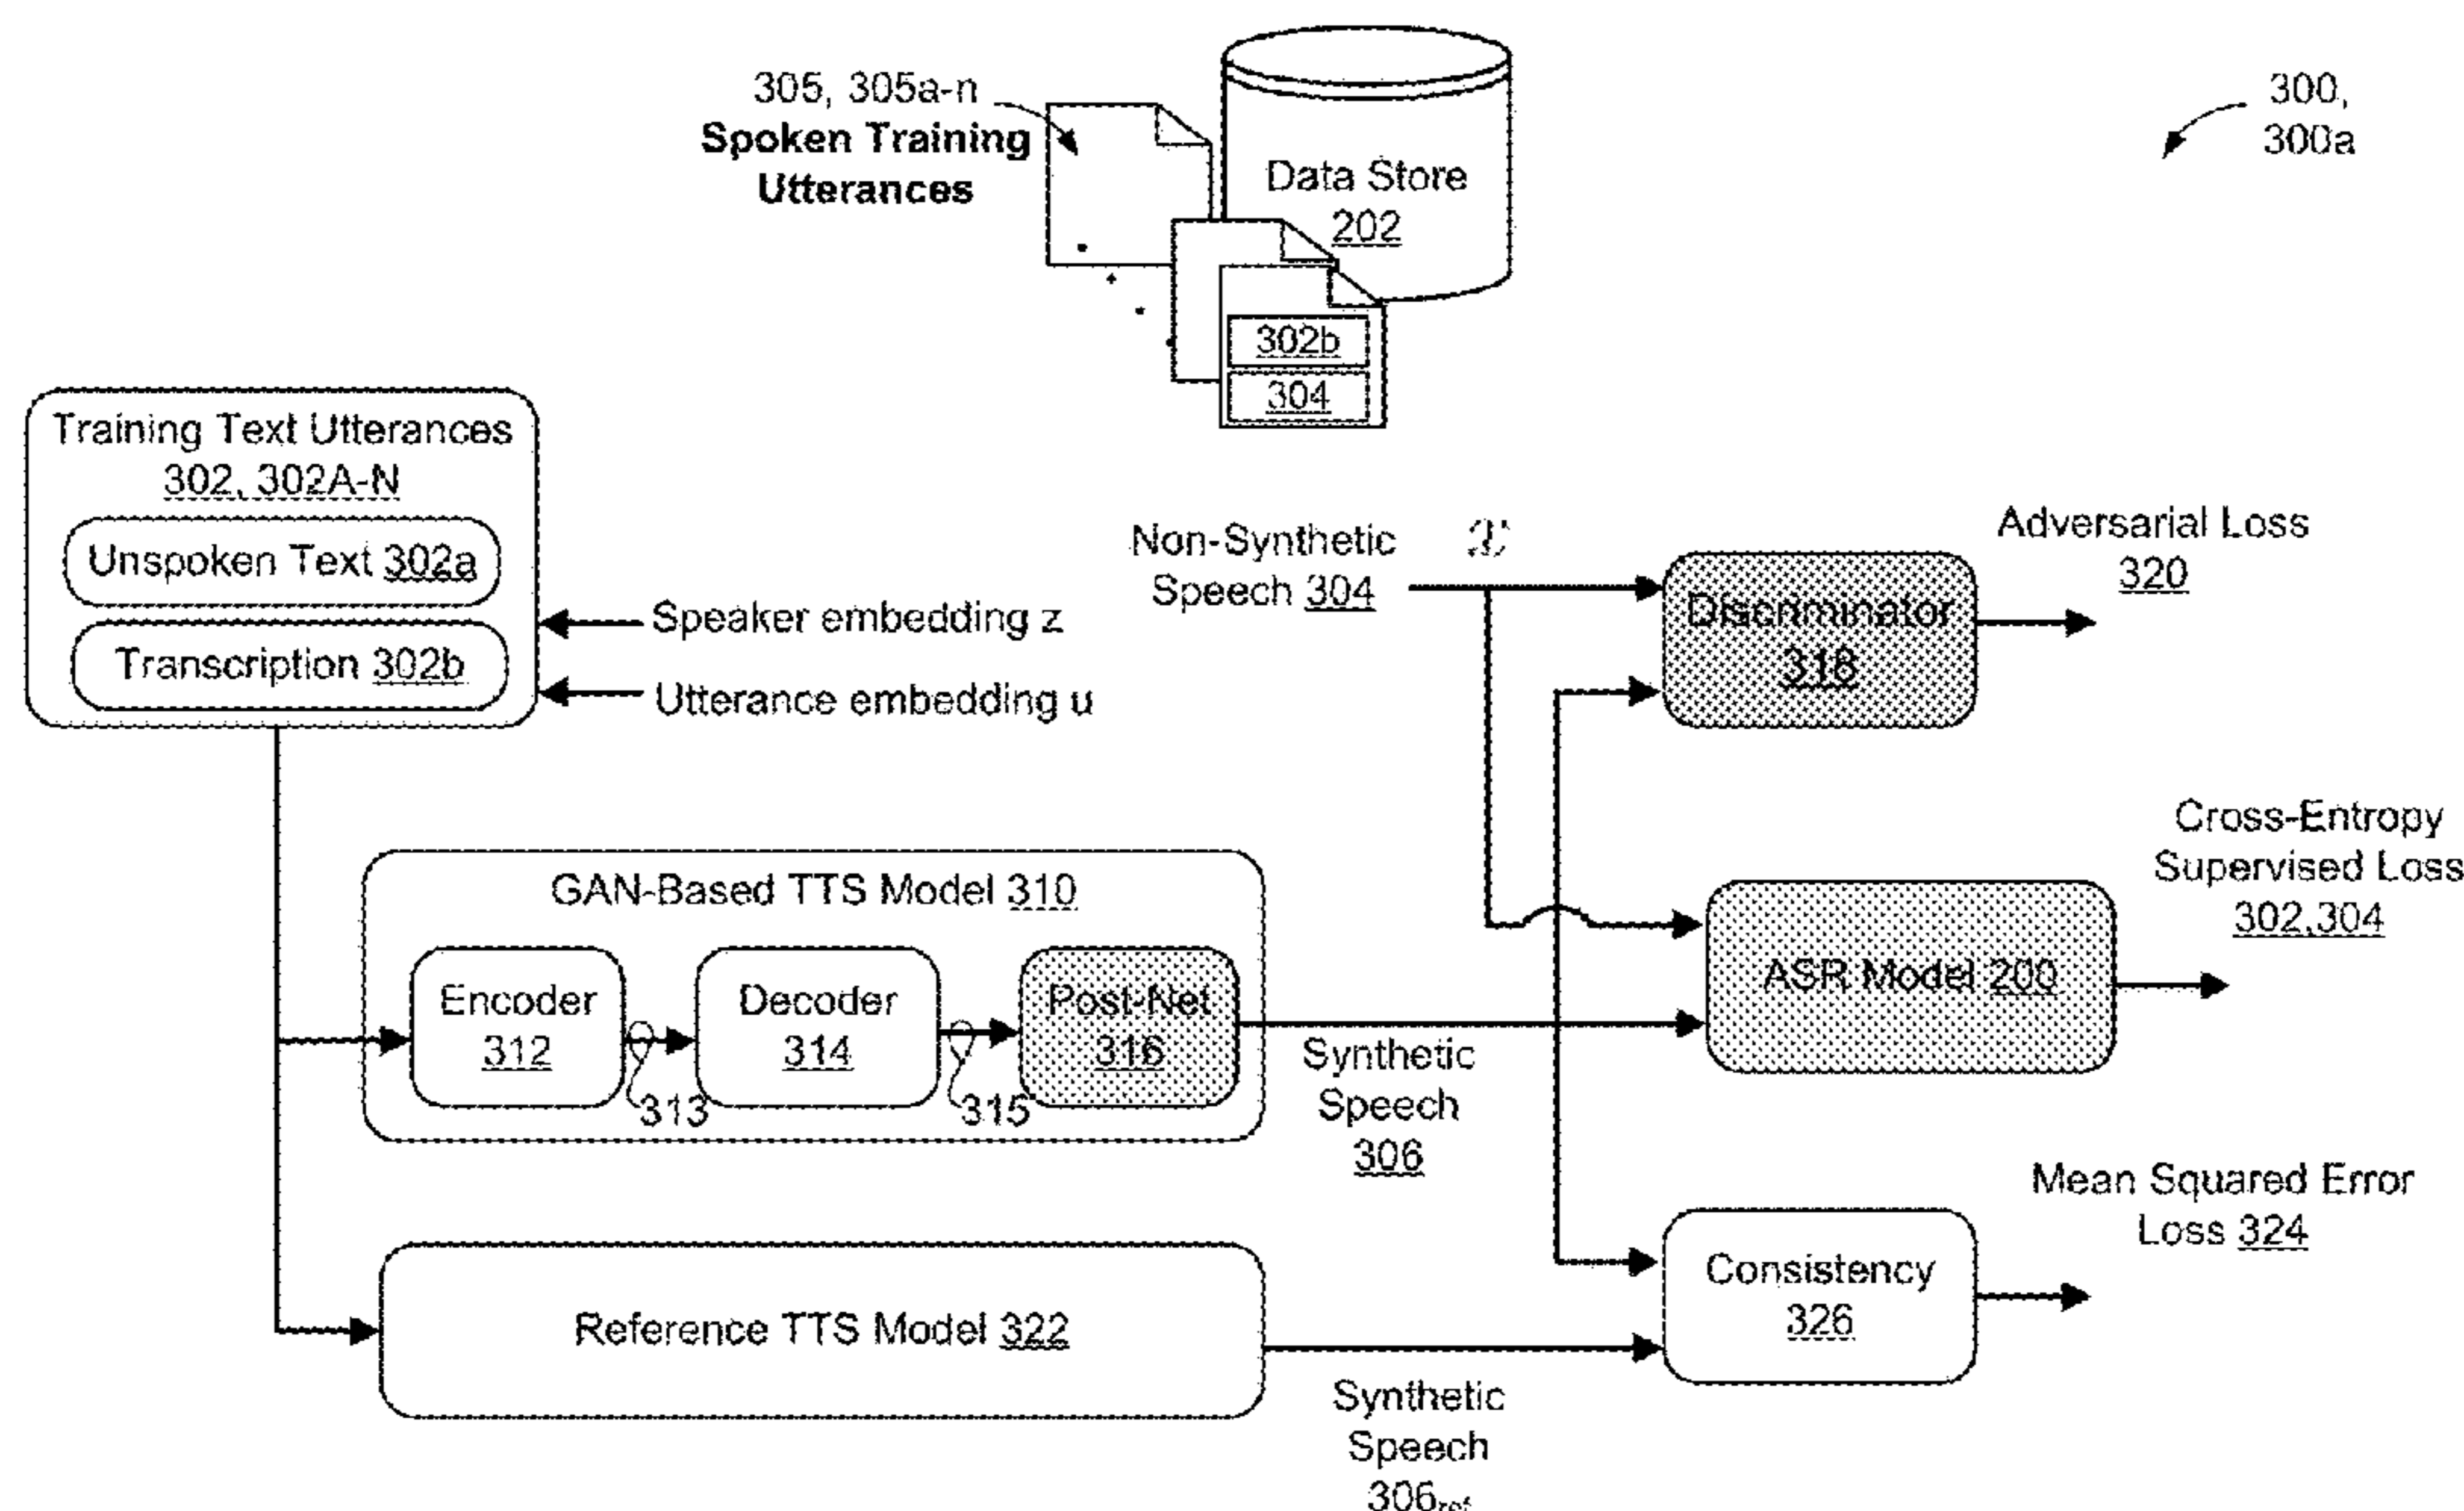 305, 305a-n
Spoken Training
Utterances
Data Store
202
302b
304
300,
300a
Training Text Utterances
302, 302A-N
Unspoken Text 302a
Transcription 302b
Speaker embedding z
Utterance embedding u
Non-Synthetic
Speech 304
Discriminator
318
Adversarial Loss
320
GAN-Based TTS Model 310
Encoder
312
313
Decoder
314
315
Post-Net
316
Synthetic
Speech
306
ASR Model 200
Cross-Entropy
Supervised Loss
302,304
Reference TTS Model 322
Synthetic
Speech
306ref
Consistency
326
Mean Squared Error
Loss 324